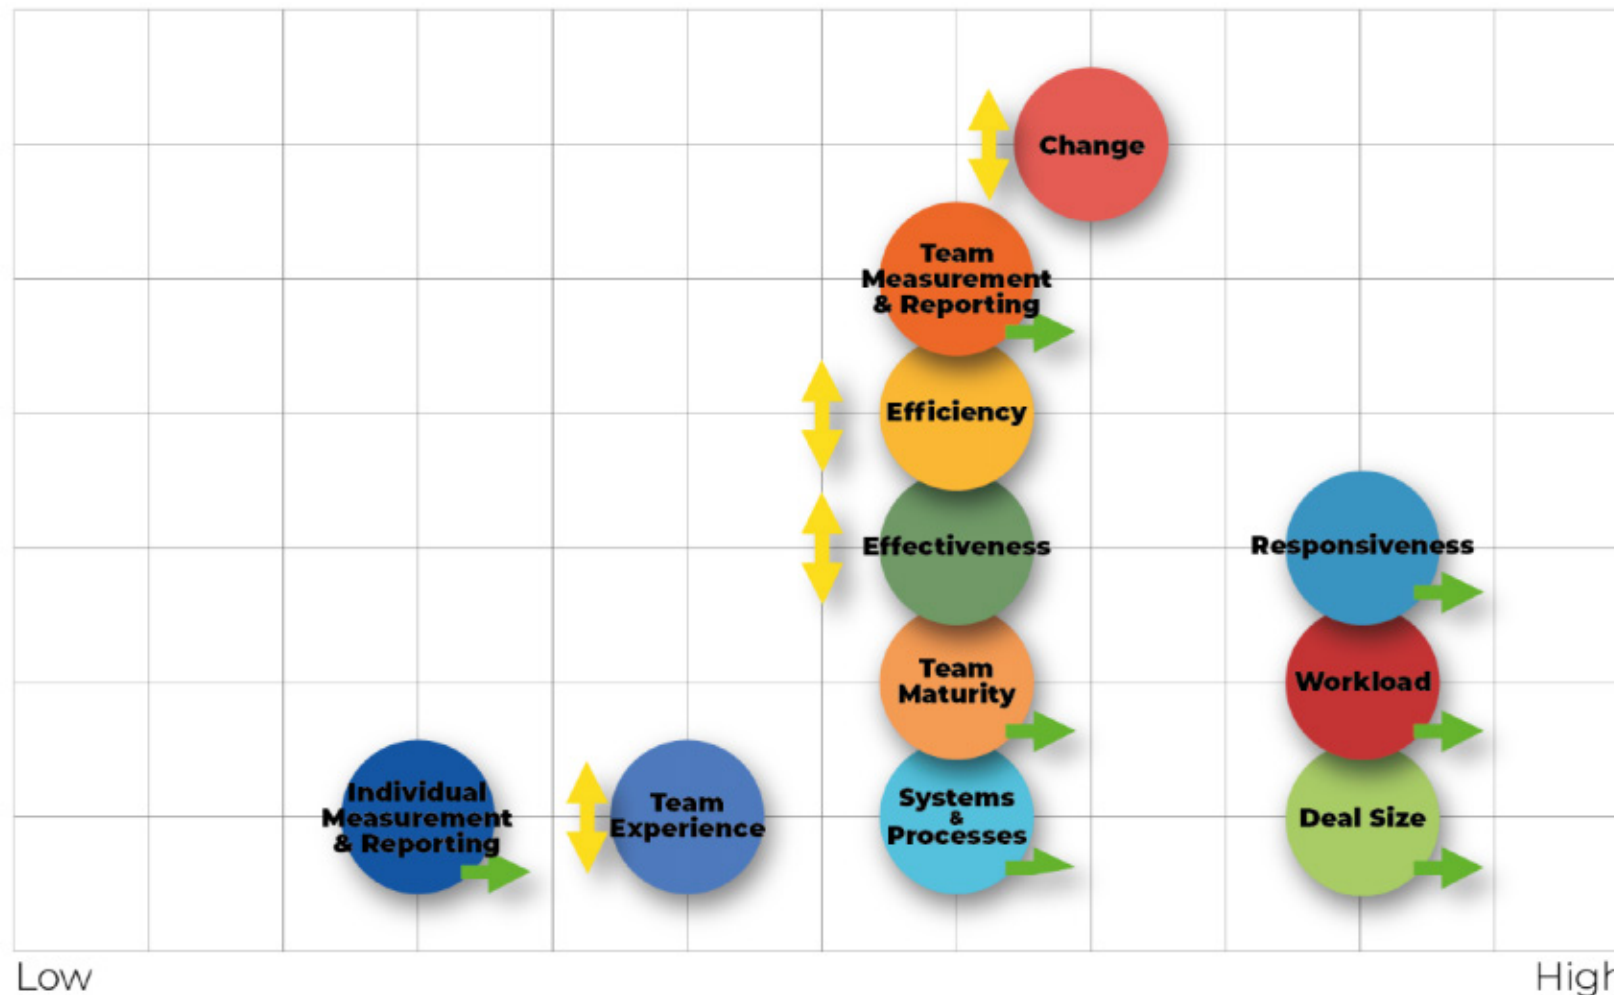 Change
Team
Measurement
& Reporting
Efficiency
Effectiveness
Responsiveness
Team
Maturity
Workload
Individual
Measurement
& Reporting
Team
Experience
Systems
&
Processes
Deal Size
Low
High